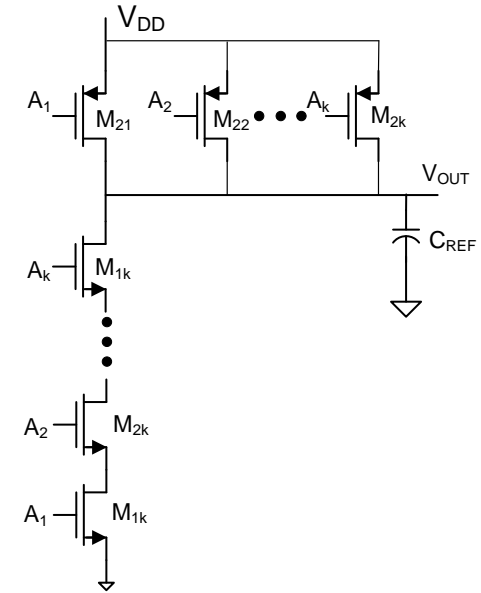 V_DD
A_1 M_21 A_2 M_22 A_k M_2k
V_OUT
C_REF
A_k M_1k
A_2 M_2k
A_1 M_1k